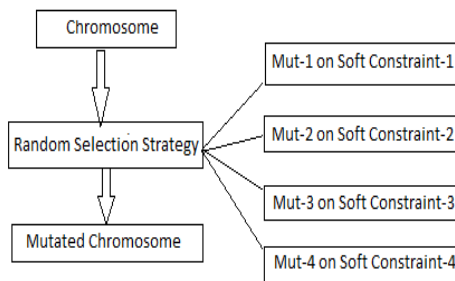 Chromosome
Mut-1 on Soft Constraint-1
Mut-2 on Soft Constraint-2
Random Selection Strategy
Mut-3 on Soft Constraint-3
Mutated Chromosome
Mut-4 on Soft Constraint-4